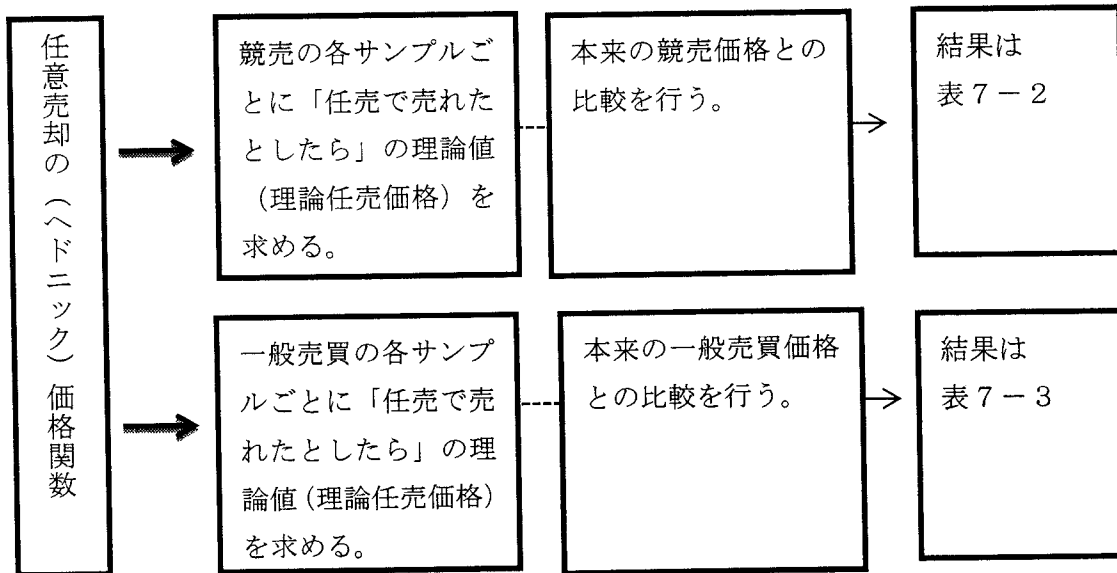 任意売却の(ヘドニック)価格関数
競売の各サンプルご
とに「任売で売れた
としたら」の理論値
(理論任売価格)を
求める。
本来の競売価格との
比較を行う。
結果は
表7-2
一般売買の各サンプ
ルごとに「任売で売
れたとしたら」の理
論値(理論任売価格)
を求める。
本来の一般売買価格
との比較を行う。
結果は
表7-3